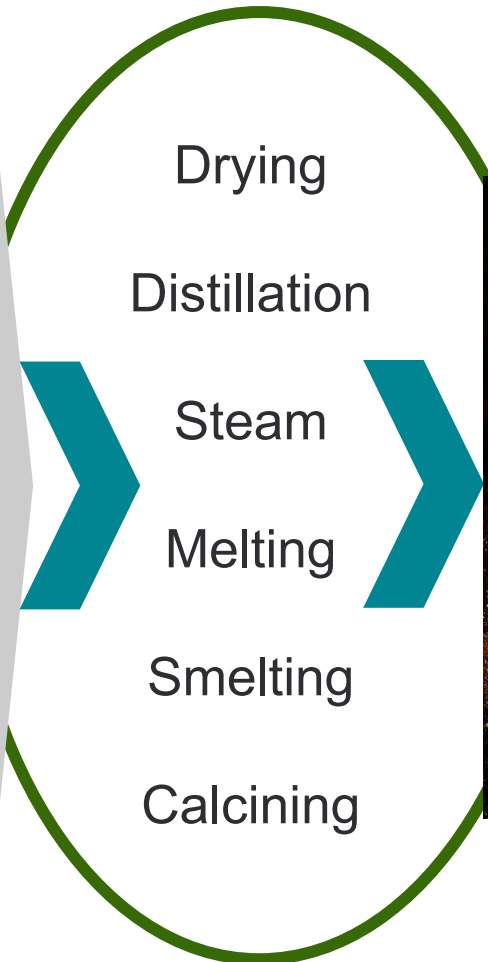 Drying
Distillation
Steam
Melting
Smelting
Calcining